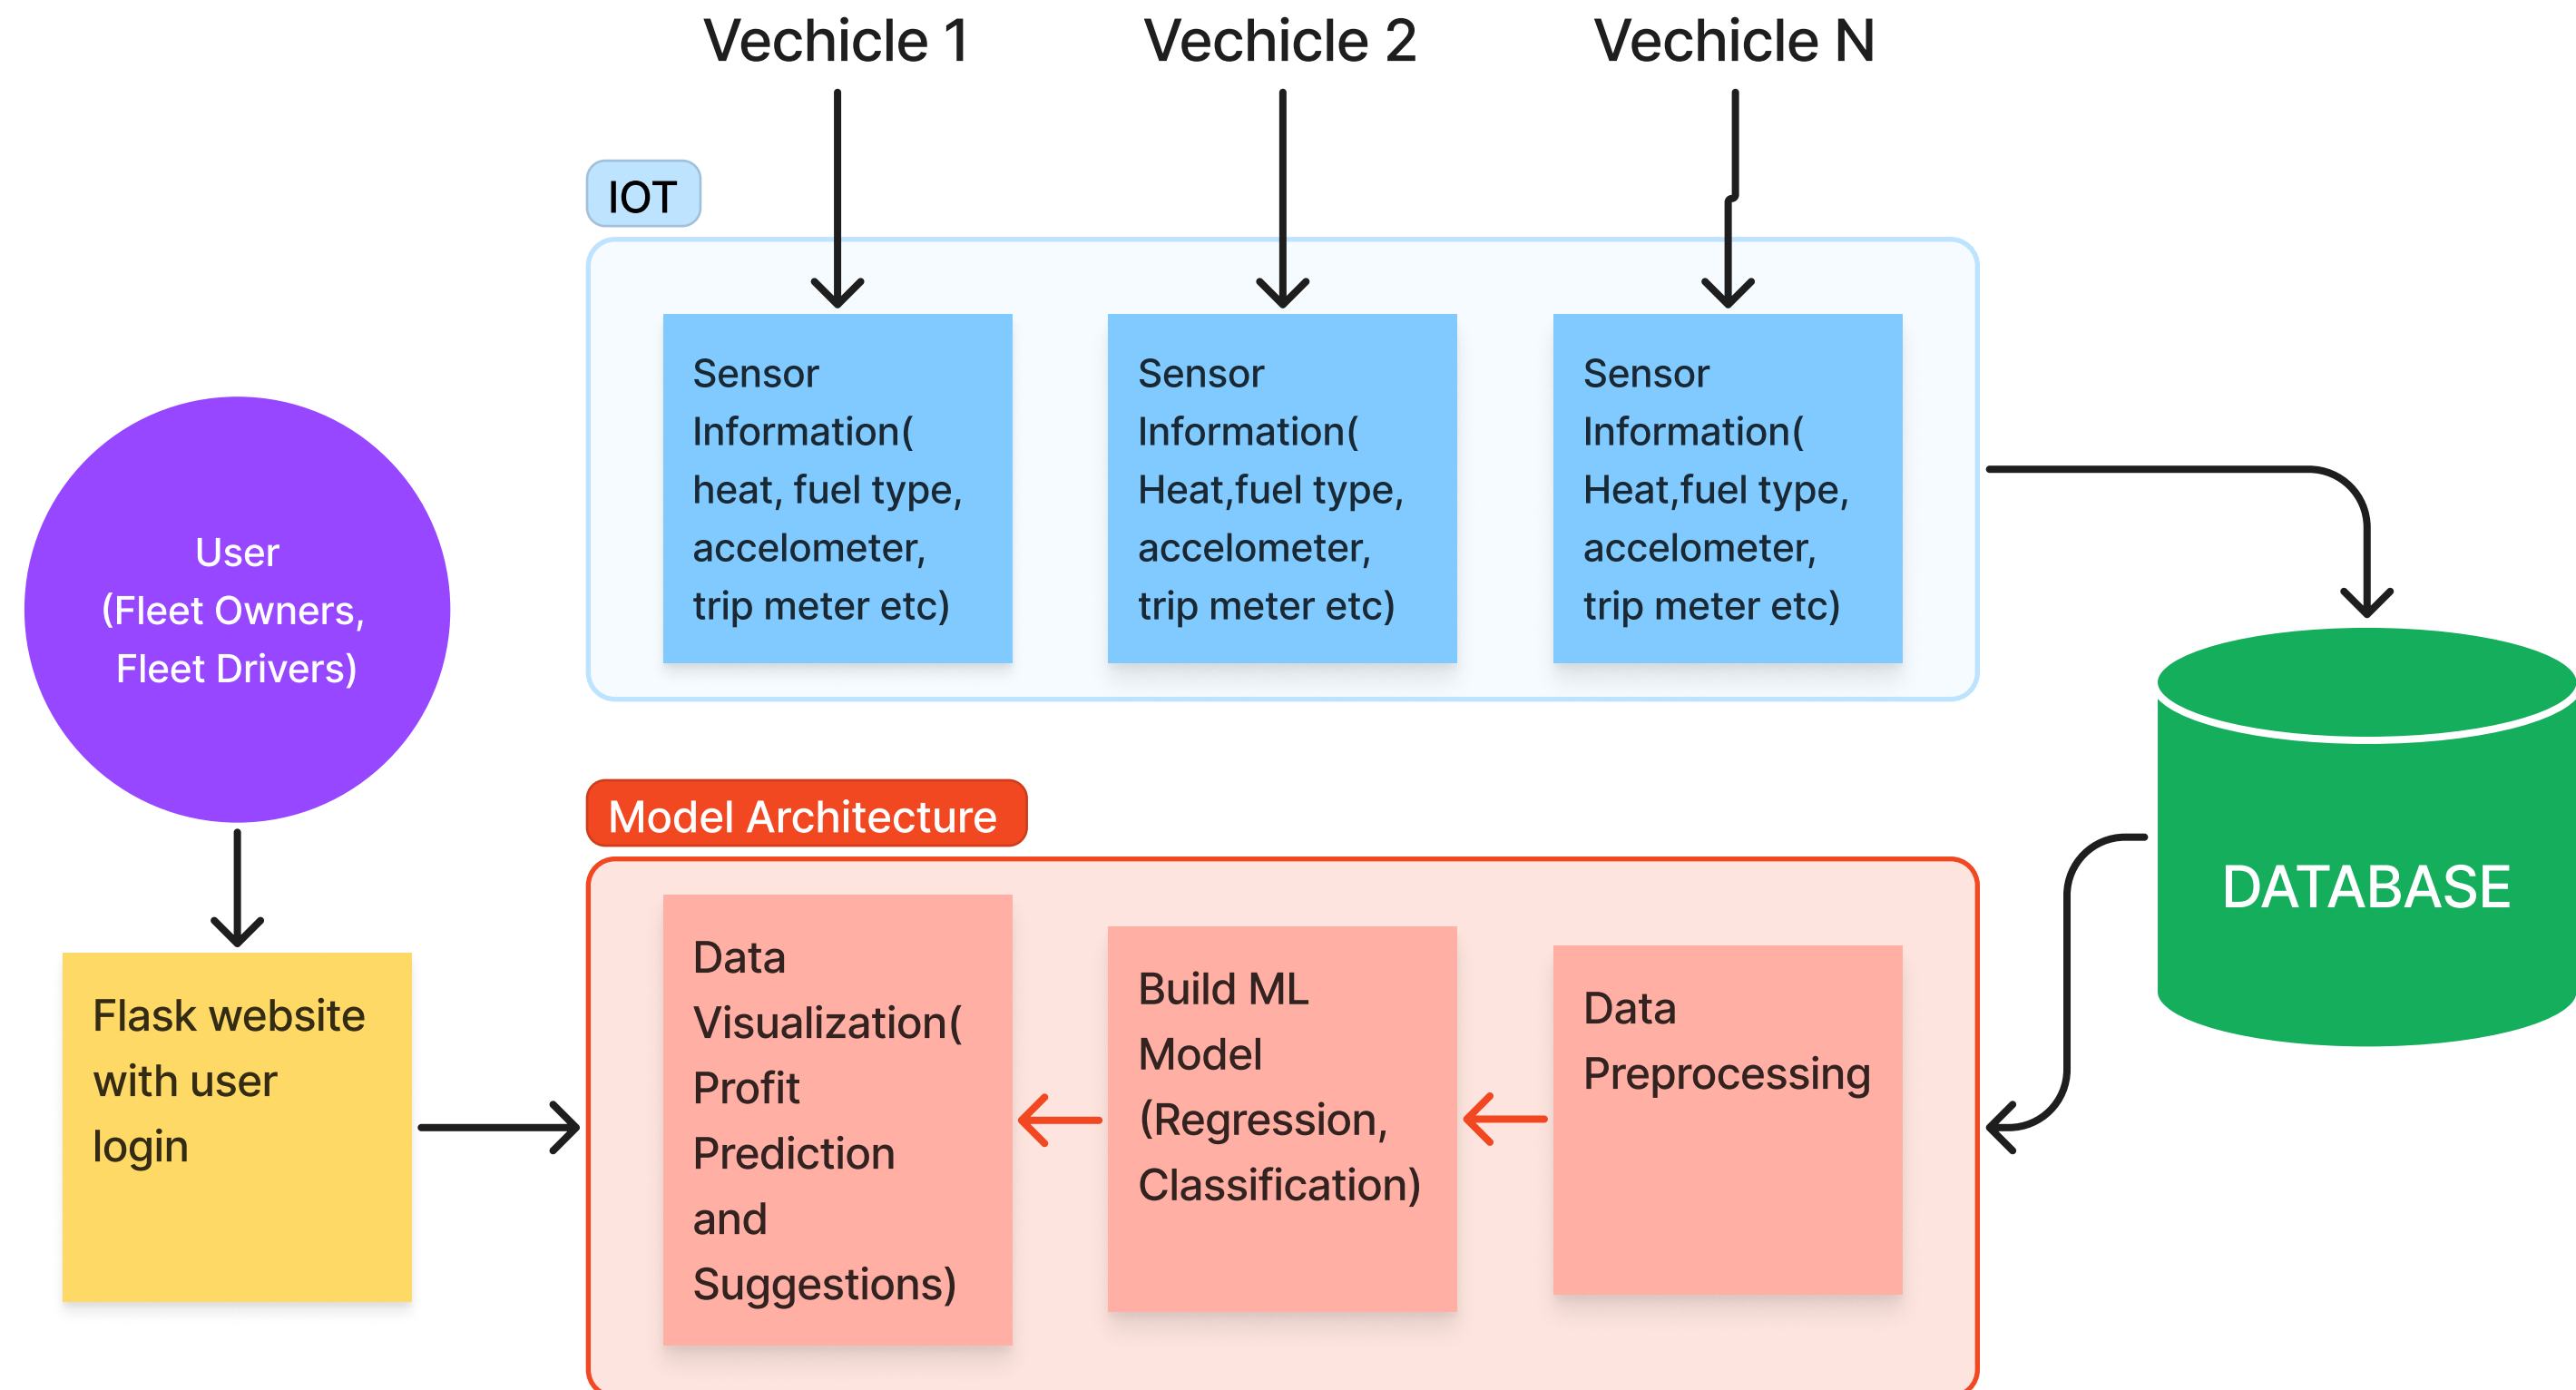 Vechicle 1
Vechicle 2
Vechicle N
IOT
Sensor
Information(
heat, fuel type,
accelometer,
trip meter etc)
Sensor
Information(
Heat,fuel type,
accelometer,
trip meter etc)
Sensor
Information(
Heat,fuel type,
accelometer,
trip meter etc)
User
(Fleet Owners,
Fleet Drivers)
Model Architecture
DATABASE
Flask website
with user
login
Data
Visualization(
Profit
Prediction
and
Suggestions)
Build ML
Model
(Regression,
Classification)
Data
Preprocessing